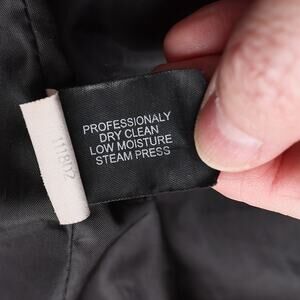 PROFESSIONALY
DRY CLEAN
LOW MOISTURE
STEAM PRESS